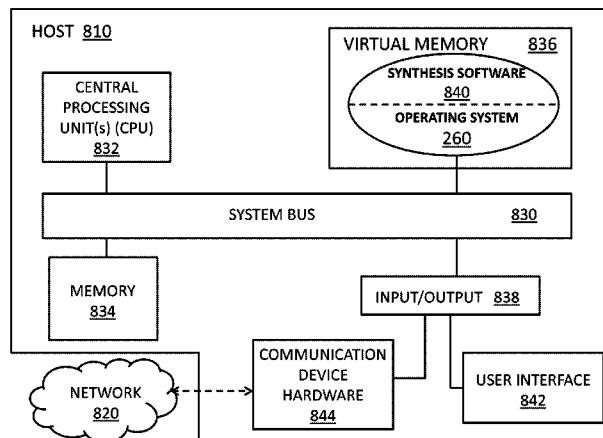 HOST 810
VIRTUAL MEMORY 836
SYNTHESIS SOFTWARE
840
OPERATING SYSTEM
260
CENTRAL
PROCESSING
UNIT(s) (CPU)
832
SYSTEM BUS 830
MEMORY
834
INPUT/OUTPUT 838
COMMUNICATION
DEVICE
HARDWARE
844
NETWORK
820
USER INTERFACE
842